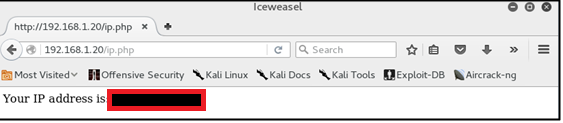 Iceweasel
http://192.168.1.20/ip.php
192.168.1.20/ip.php
Search
Most Visited
Offensive Security
Kali Linux
Kali Docs
Kali Tools
Exploit-DB
Aircrack-ng
Your IP address is: